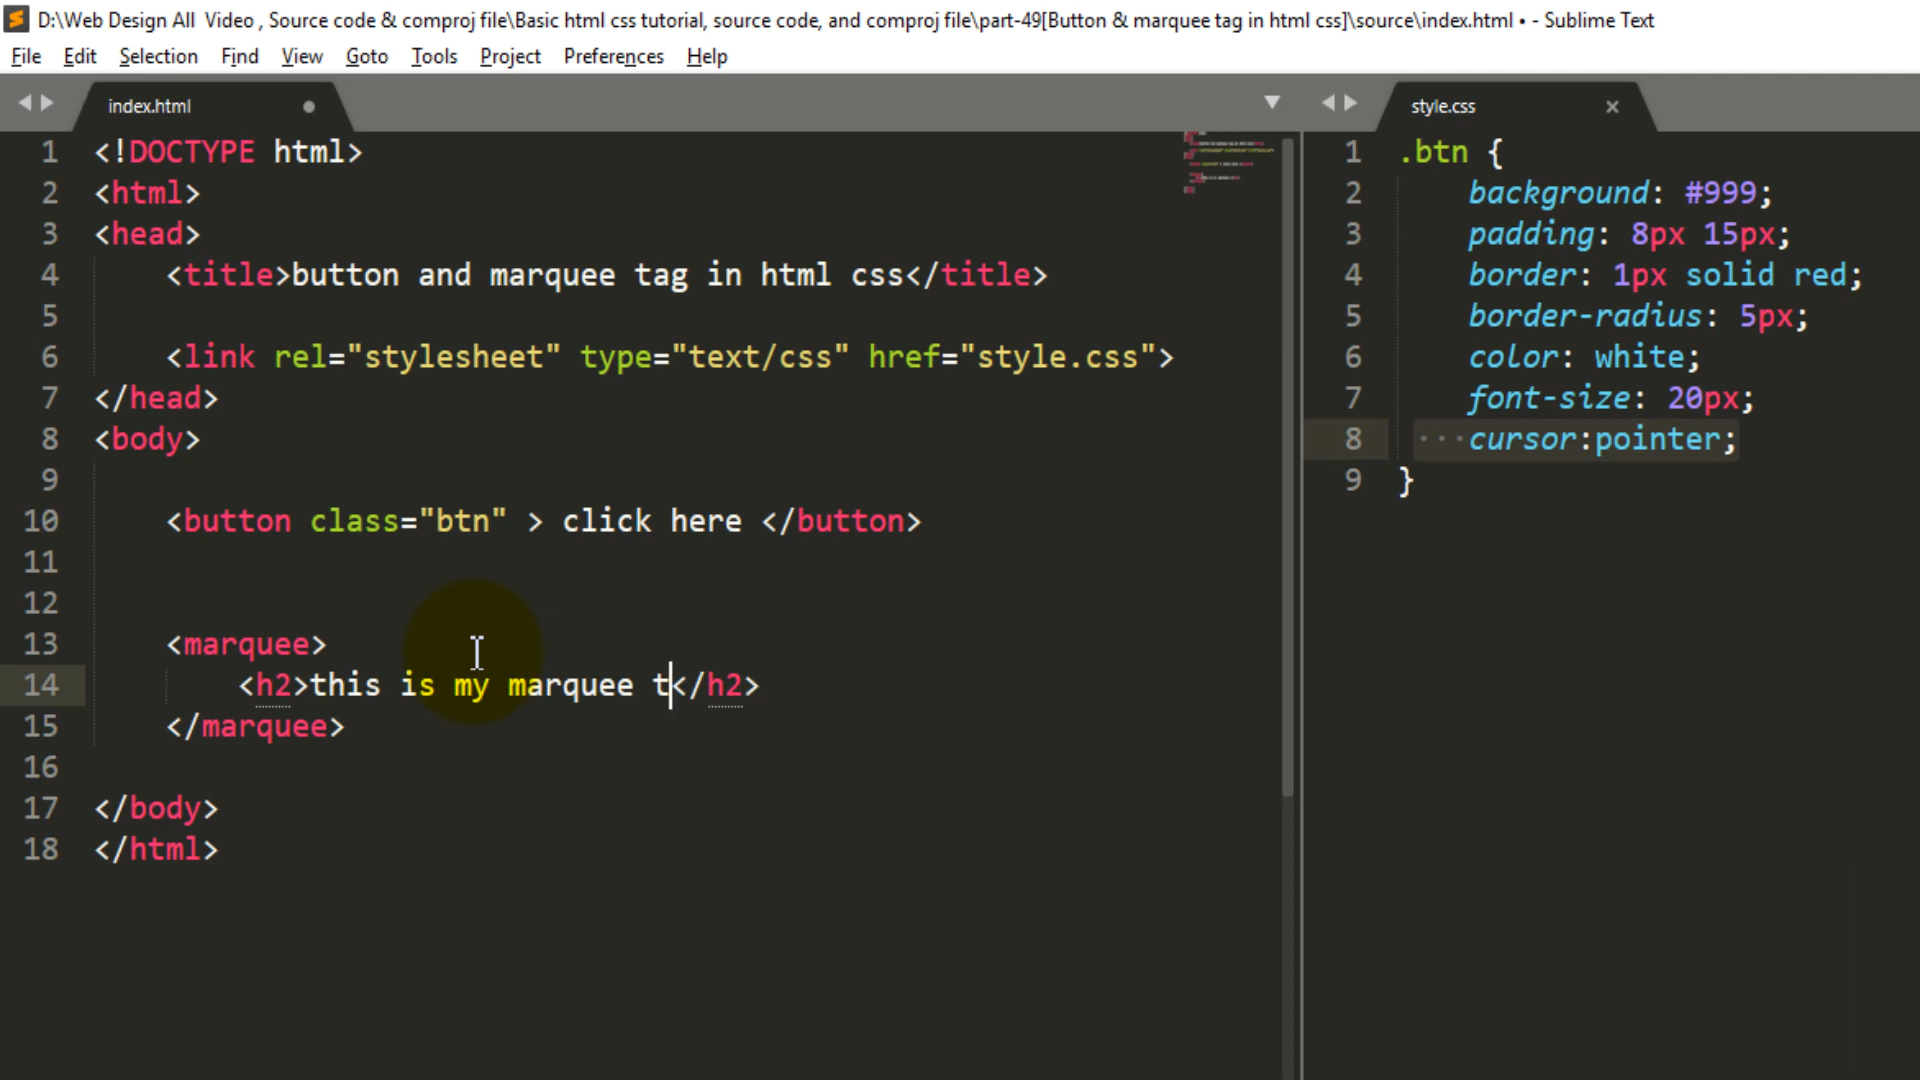 D:\Web Design All  Video , Source code & comproj file\Basic html css tutorial, source code, and comproj file\part-49[Button & marquee tag in html css]\source\index.html • - Sublime Text
File Edit Selection Find View Goto Tools Project Preferences Help
index.html
1 <!DOCTYPE html>
2 <html>
3 <head>
4 <title>button and marquee tag in html css</title>
5
6 <link rel="stylesheet" type="text/css" href="style.css">
7 </head>
8 <body>
9
10 <button class="btn" > click here </button>
11
12
13 <marquee>
14 <h2>this is my marquee t</h2>
15 </marquee>
16
17 </body>
18 </html>
style.css
1 .btn {
2 background: #999;
3 padding: 8px 15px;
4 border: 1px solid red;
5 border-radius: 5px;
6 color: white;
7 font-size: 20px;
8 cursor:pointer;
9 }